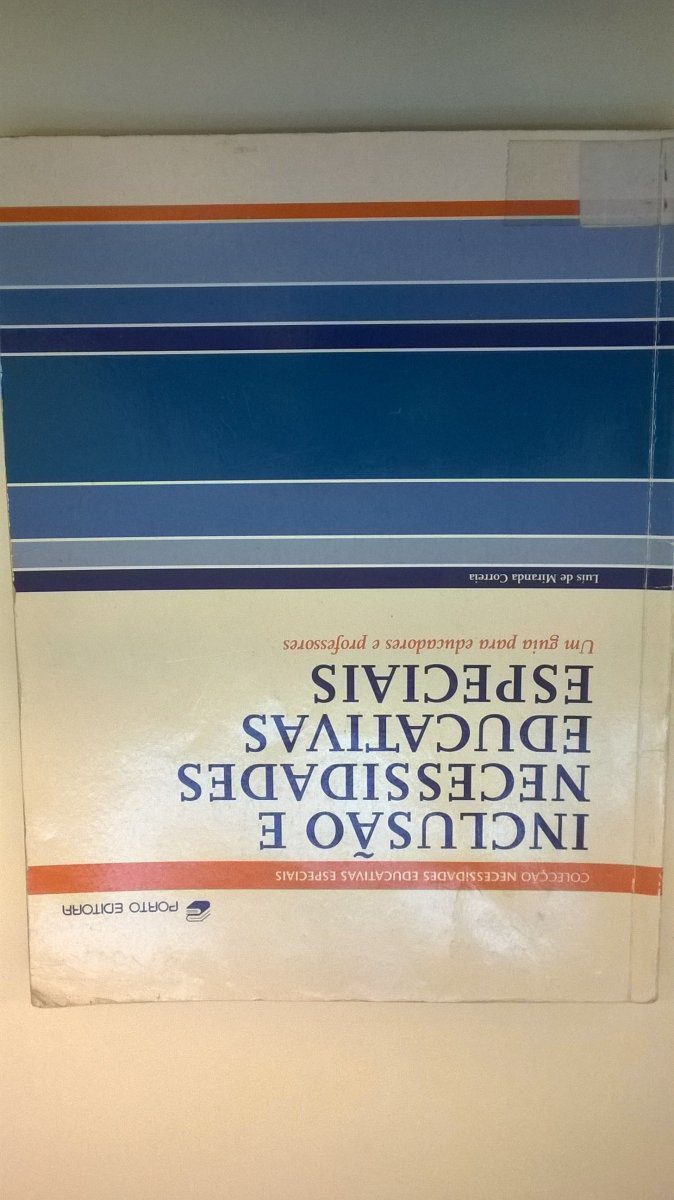 PORTO EDITORA
COLECÇÃO NECESSIDADES EDUCATIVAS ESPECIAIS
INCLUSÃO E
NECESSIDADES
EDUCATIVAS
ESPECIAIS
Um guia para educadores e professores
Luís de Miranda Correia